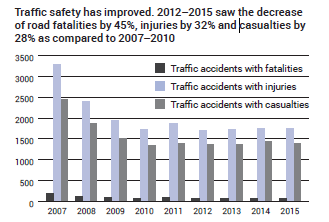 Traffic safety has improved. 2012–2015 saw the decrease
of road fatalities by 45%, injuries by 32% and casualties by
28% as compared to 2007–2010
3500
3000
2500
2000
1500
1000
500
0000
Traffic accidents with fatalities
Traffic accidents with injuries
Traffic accidents with casualties
2007 2008 2009 2010 2011 2012 2013 2014 2015